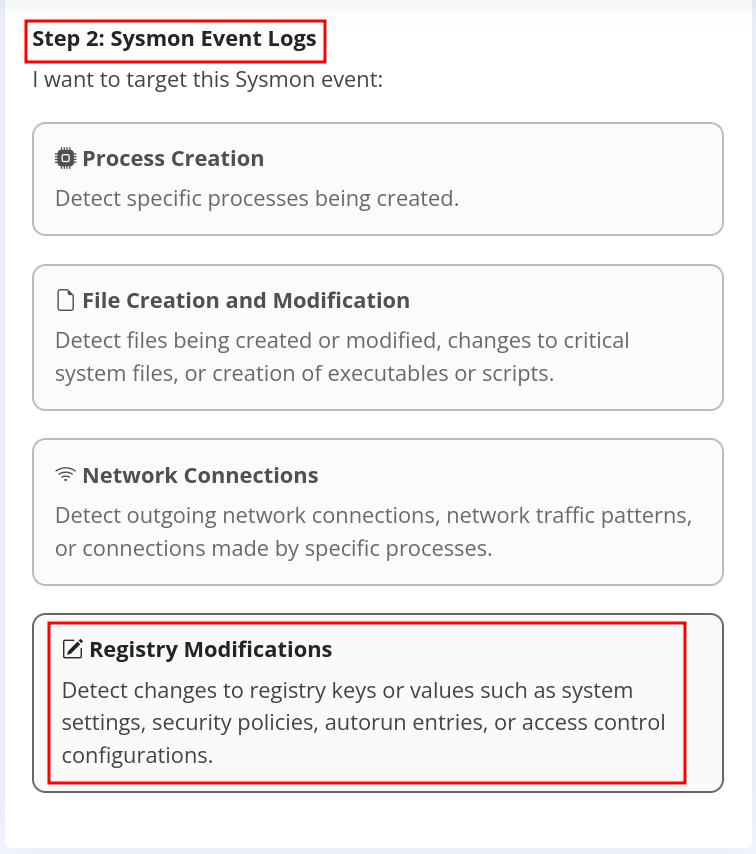 Step 2: Sysmon Event Logs
I want to target this Sysmon event:
Process Creation
Detect specific processes being created.
File Creation and Modification
Detect files being created or modified, changes to critical
system files, or creation of executables or scripts.
Network Connections
Detect outgoing network connections, network traffic patterns,
or connections made by specific processes.
Registry Modifications
Detect changes to registry keys or values such as system
settings, security policies, autorun entries, or access control
configurations.